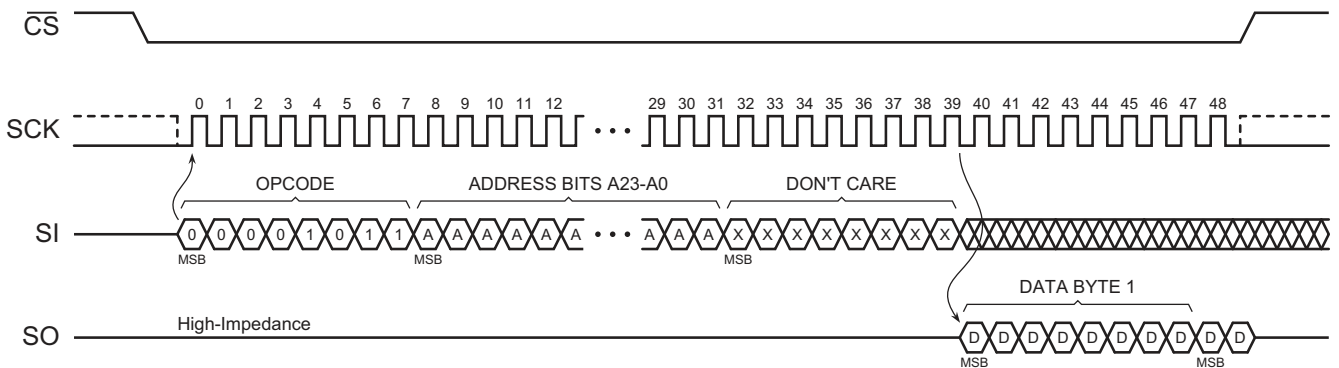 CS
0 1 2 3 4 5 6 7 8 9 10 11 12 29 30 31 32 33 34 35 36 37 38 39 40 41 42 43 44 45 46 47 48
SCK
OPCODE ADDRESS BITS A23-A0 DON'T CARE
SI 0 0 0 0 1 0 1 1 A A A A A A A A A X X X X X X X X
MSB MSB MSB
DATA BYTE 1
High-Impedance
SO D D D D D D D D D D
MSB MSB